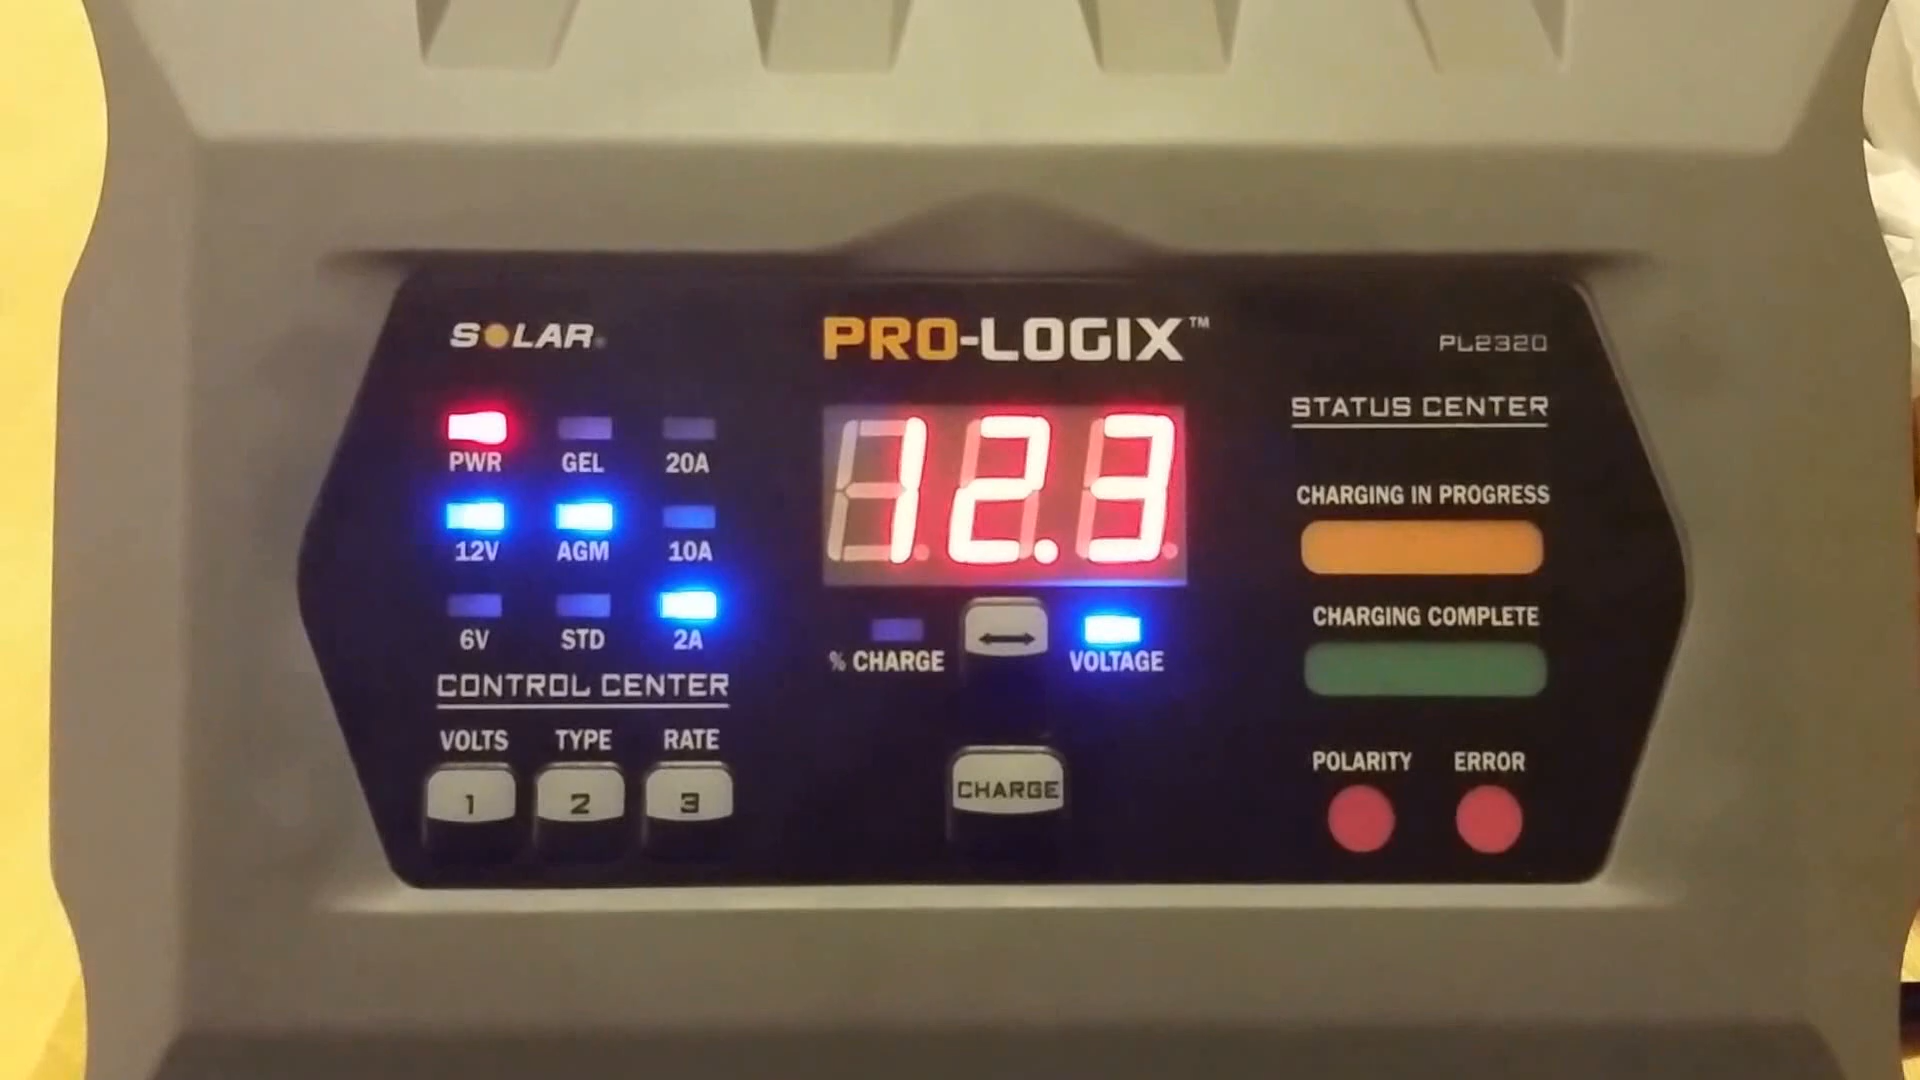 SOLAR
PRO-LOGIX™
PL2320
PWR GEL 20A
12V AGM 10A
6V STD 2A
CONTROL CENTER
VOLTS TYPE RATE
1 2 3
12.3
% CHARGE VOLTAGE
CHARGE
STATUS CENTER
CHARGING IN PROGRESS
CHARGING COMPLETE
POLARITY ERROR